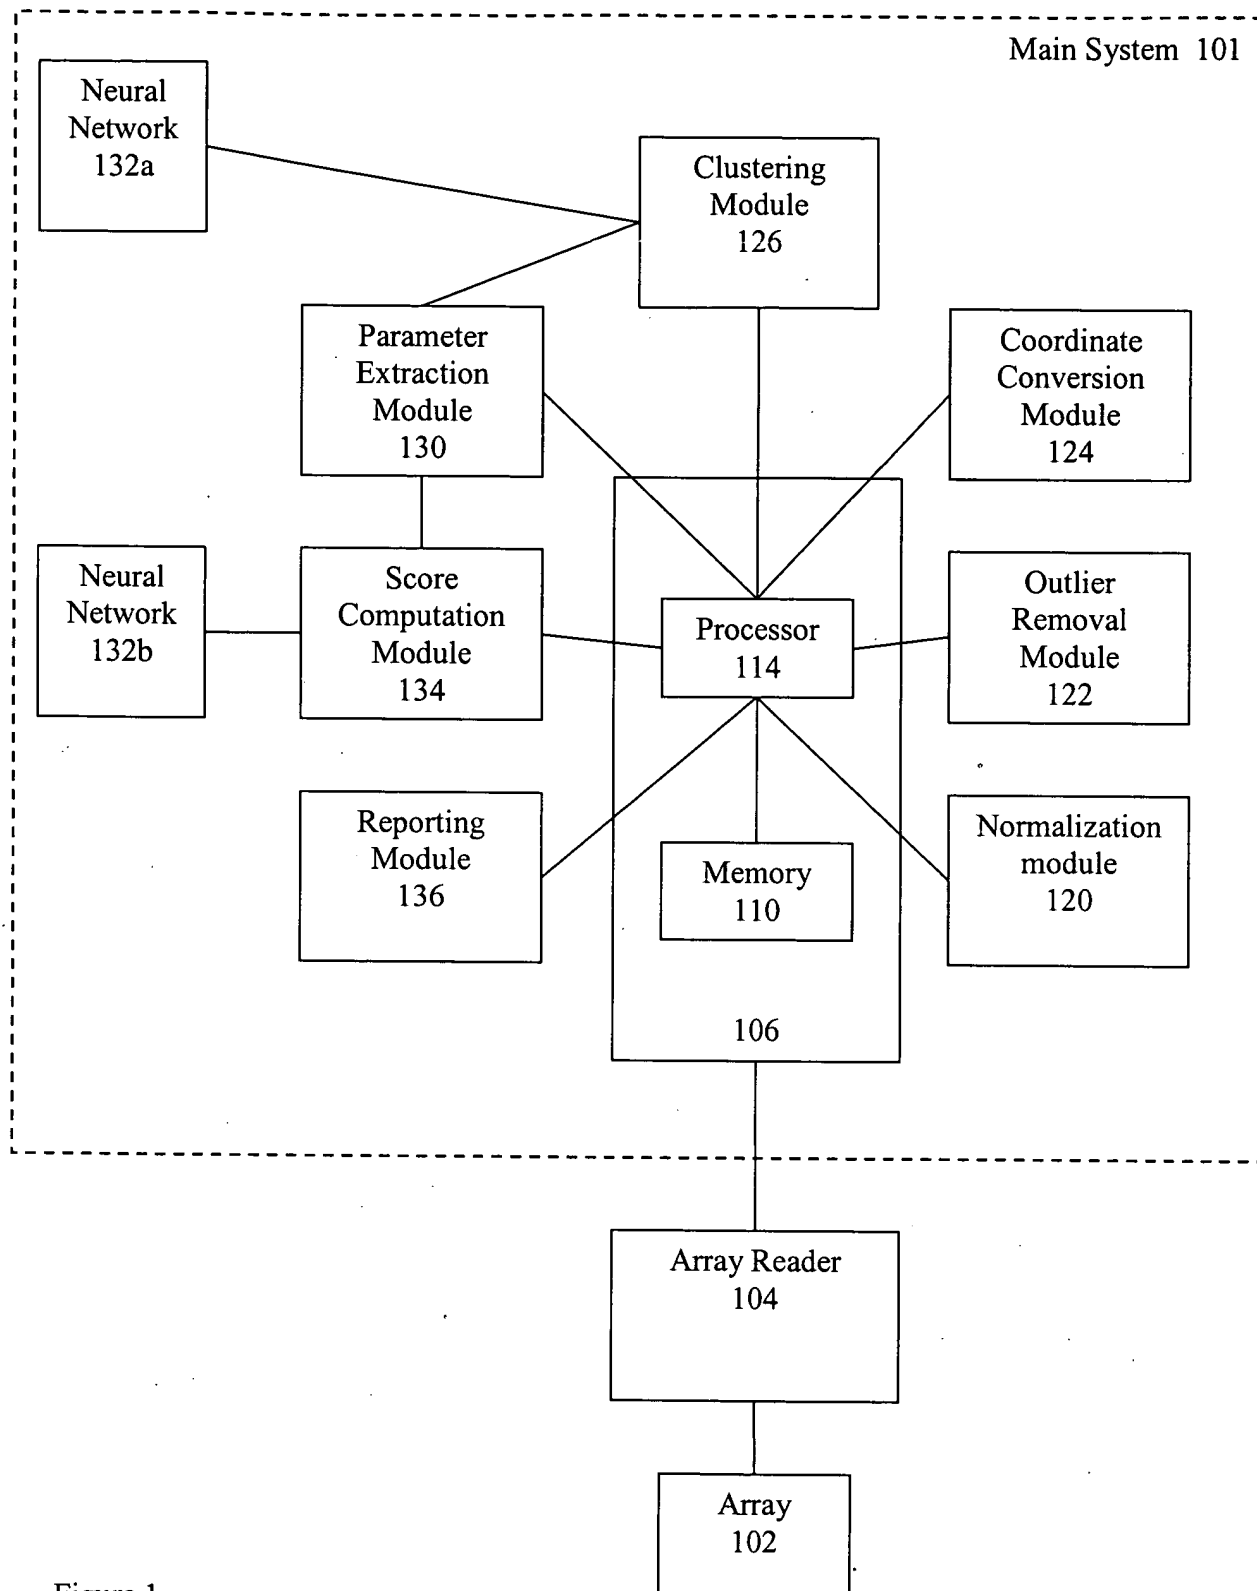 Main System 101
Neural
Network
132a
Clustering
Module
126
Parameter
Extraction
Module
130
Coordinate
Conversion
Module
124
Neural
Network
132b
Score
Computation
Module
134
Processor
114
Outlier
Removal
Module
122
Reporting
Module
136
Memory
110
Normalization
module
120
106
Array Reader
104
Array
102
Figure 1